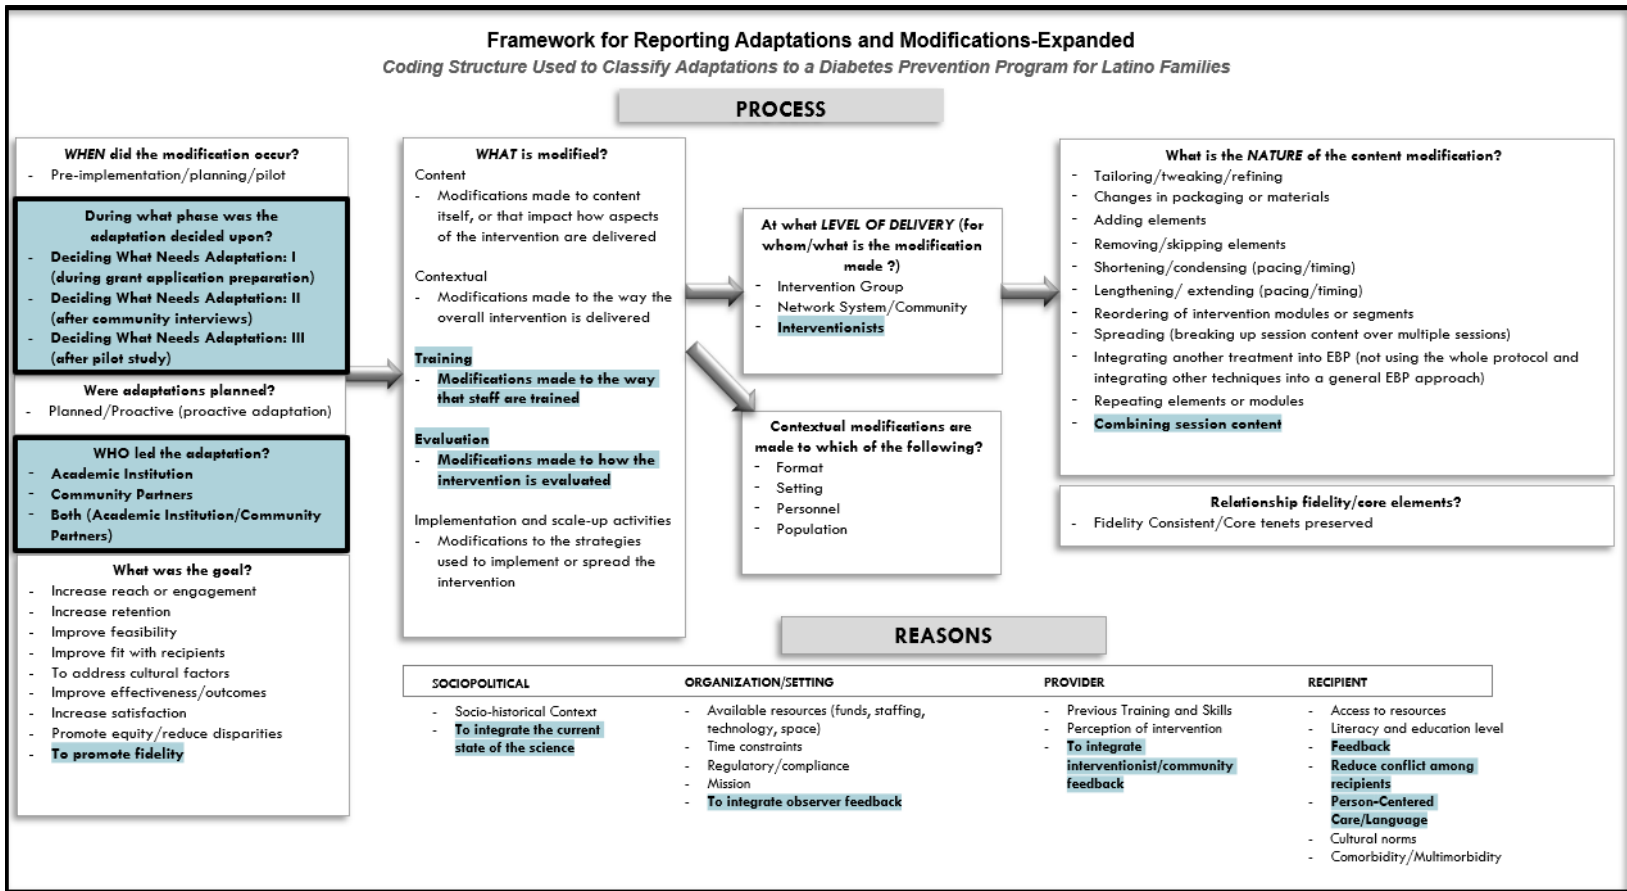 Framework for Reporting Adaptations and Modifications-Expanded
Coding Structure Used to Classify Adaptations to a Diabetes Prevention Program for Latino Families
PROCESS
WHEN did the modification occur?
- Pre-implementation/planning/pilot
During what phase was the
adaptation decided upon?
- Deciding What Needs Adaptation: I
(during grant application preparation)
- Deciding What Needs Adaptation: II
(after community interviews)
- Deciding What Needs Adaptation: III
(after pilot study)
Were adaptations planned?
- Planned/Proactive (proactive adaptation)
WHO led the adaptation?
- Academic Institution
- Community Partners
- Both (Academic Institution/Community
Partners)
What was the goal?
- Increase reach or engagement
- Increase retention
- Improve feasibility
- Improve fit with recipients
- To address cultural factors
- Improve effectiveness/outcomes
- Increase satisfaction
- Promote equity/reduce disparities
- To promote fidelity
WHAT is modified?
Content
- Modifications made to content
itself, or that impact how aspects
of the intervention are delivered
Contextual
- Modifications made to the way the
overall intervention is delivered
Training
- Modifications made to the way
that staff are trained
Evaluation
- Modifications made to how the
intervention is evaluated
Implementation and scale-up activities
- Modifications to the strategies
used to implement or spread the
intervention
At what LEVEL OF DELIVERY (for
whom/what is the modification
made ?)
- Intervention Group
- Network System/Community
- Interventionists
Contextual modifications are
made to which of the following?
- Format
- Setting
- Personnel
- Population
What is the NATURE of the content modification?
- Tailoring/tweaking/refining
- Changes in packaging or materials
- Adding elements
- Removing/skipping elements
- Shortening/condensing (pacing/timing)
- Lengthening/ extending (pacing/timing)
- Reordering of intervention modules or segments
- Spreading (breaking up session content over multiple sessions)
- Integrating another treatment into EBP (not using the whole protocol and
integrating other techniques into a general EBP approach)
- Repeating elements or modules
- Combining session content
Relationship fidelity/core elements?
- Fidelity Consistent/Core tenets preserved
REASONS
SOCIOPOLITICAL
- Socio-historical Context
- To integrate the current
state of the science
ORGANIZATION/SETTING
- Available resources (funds, staffing,
technology, space)
- Time constraints
- Regulatory/compliance
- Mission
- To integrate observer feedback
PROVIDER
- Previous Training and Skills
- Perception of intervention
- To integrate
interventionist/community
feedback
RECIPIENT
- Access to resources
- Literacy and education level
- Feedback
- Reduce conflict among
recipients
- Person-Centered
Care/Language
- Cultural norms
- Comorbidity/Multimorbidity